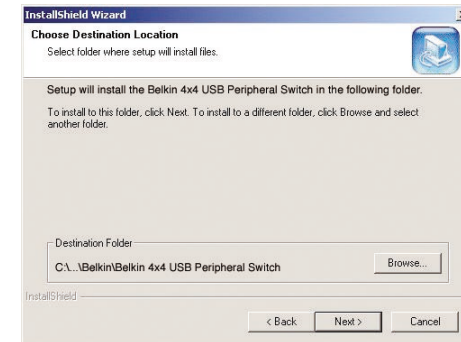 InstallShield Wizard
Choose Destination Location
Select folder where setup will install files.
Setup will install the Belkin 4x4 USB Peripheral Switch in the following folder.
To install to this folder, click Next. To install to a different folder, click Browse and select
another folder.
Destination Folder
C:\...\Belkin\Belkin 4x4 USB Peripheral Switch
Browse...
InstallShield
< Back
Next >
Cancel